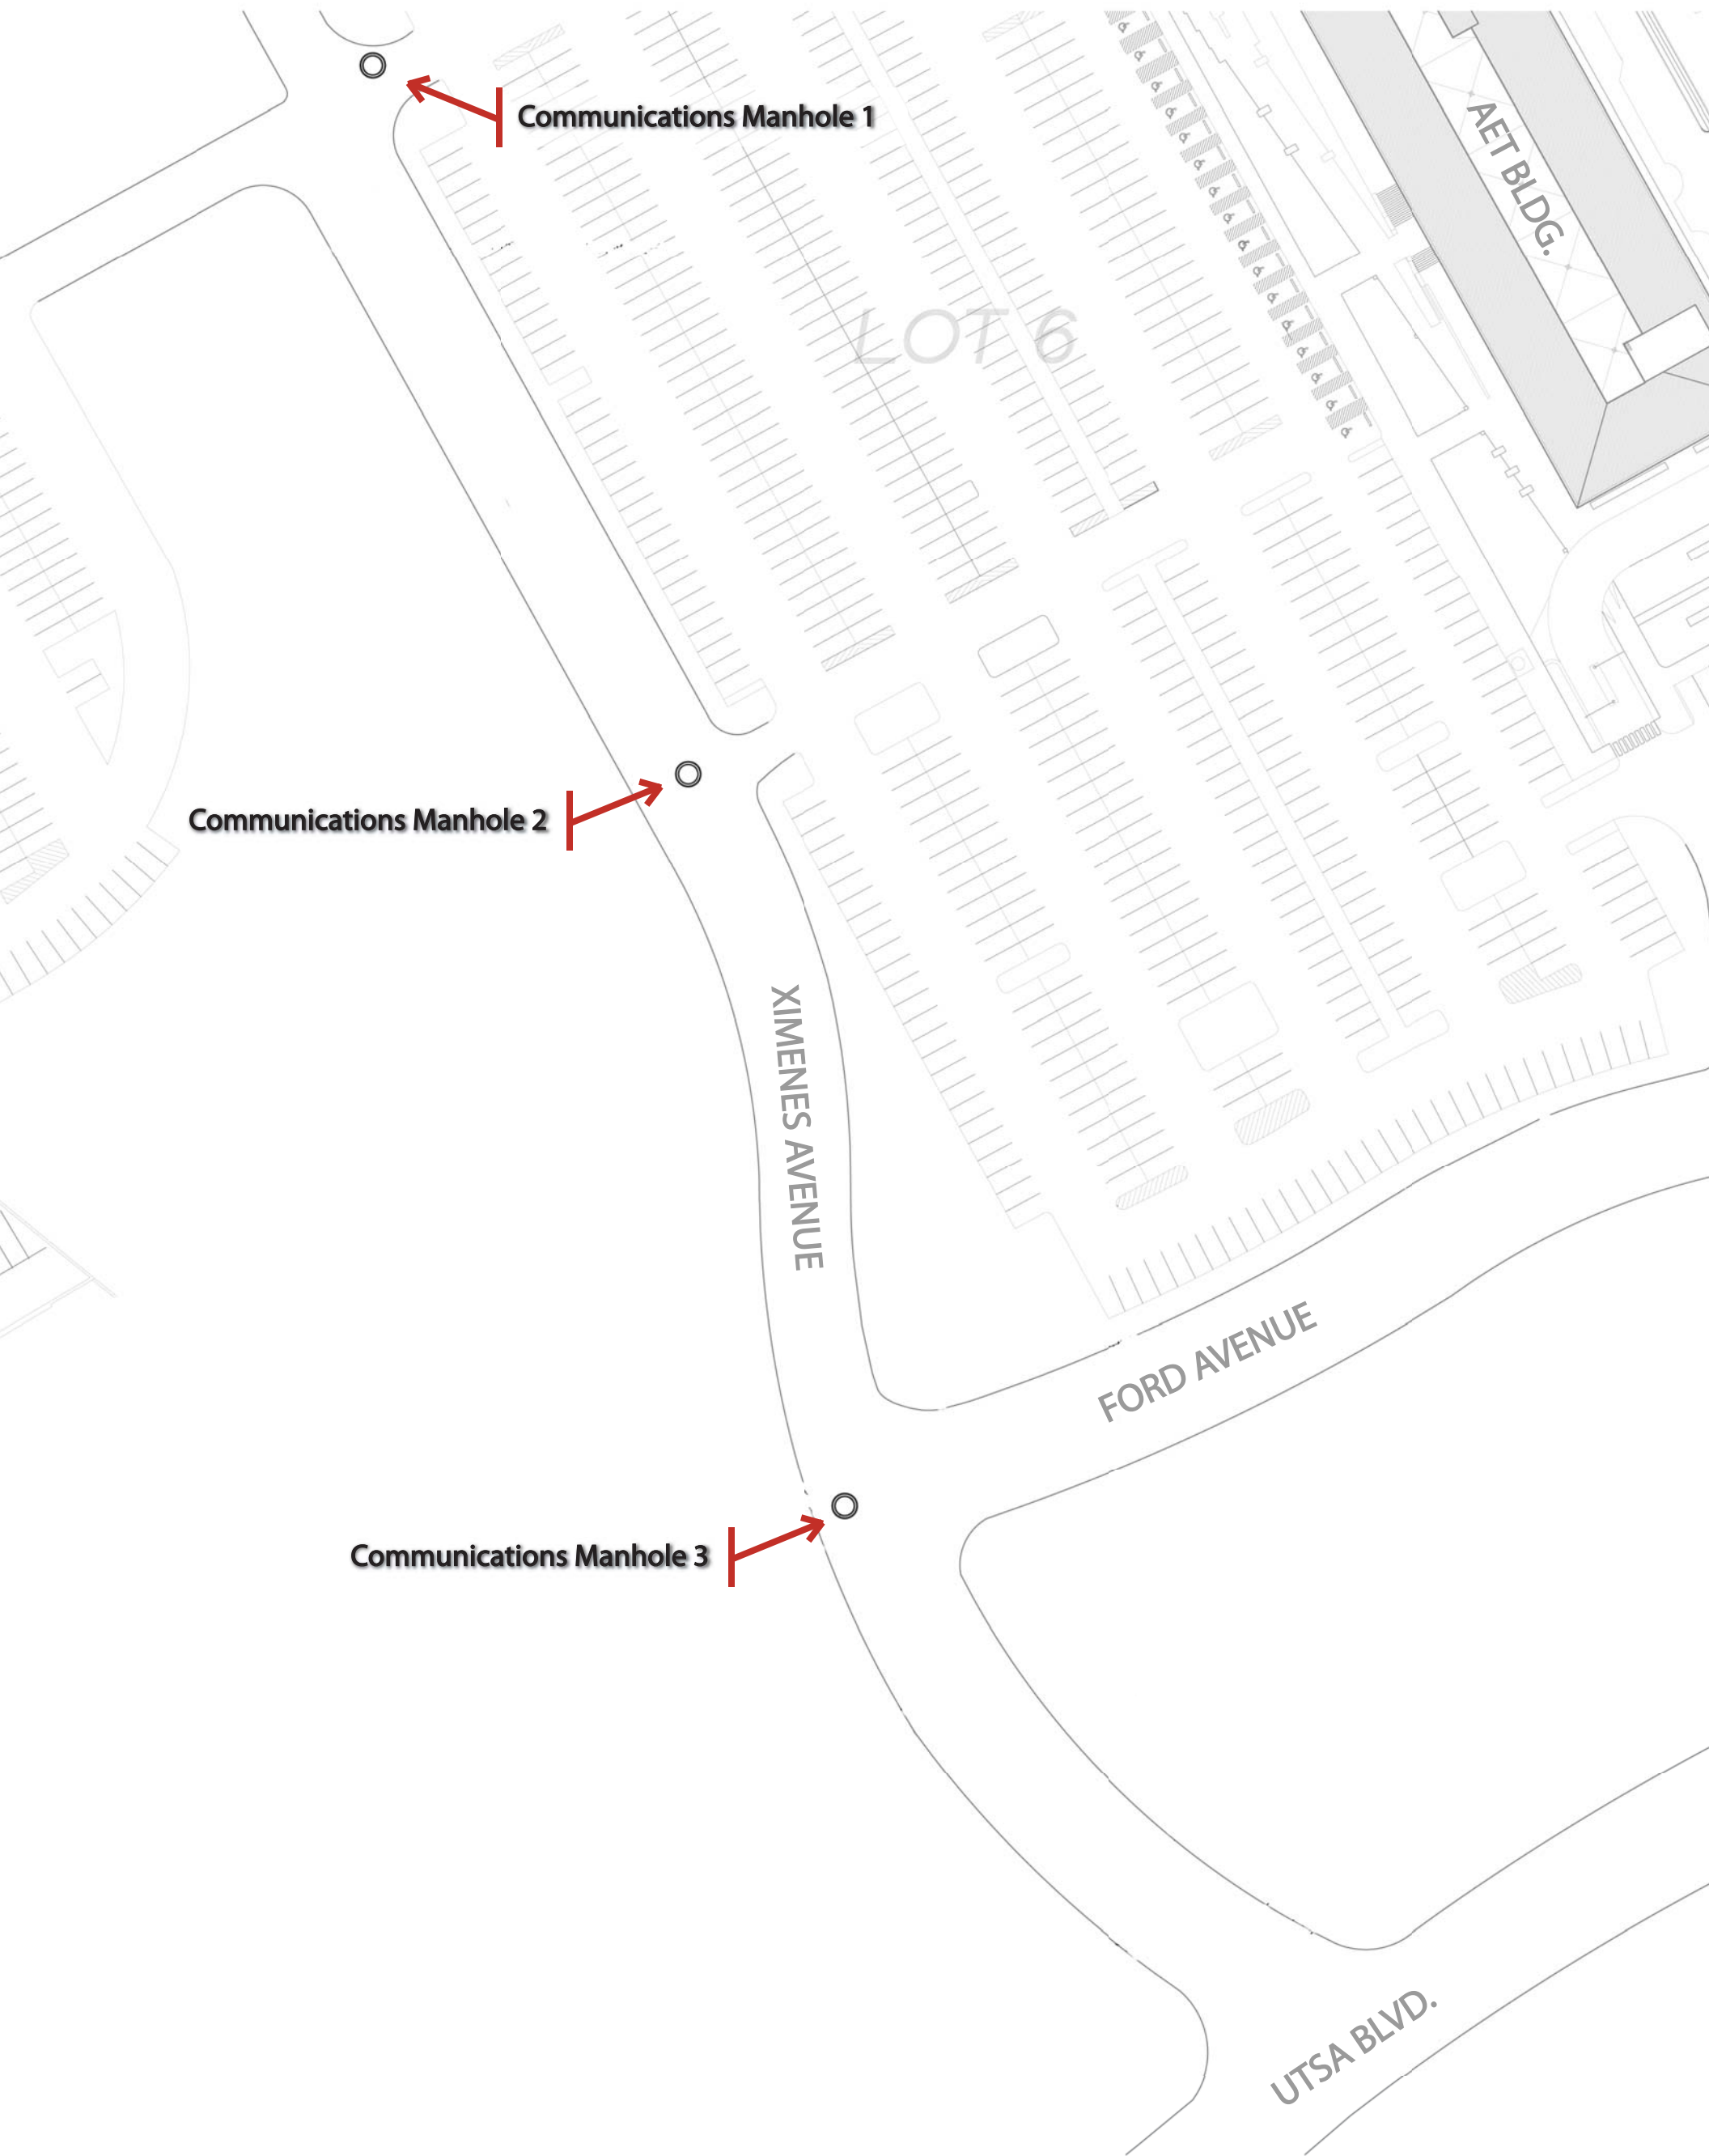 Communications Manhole 1
AET BLDG.
LOT 6
Communications Manhole 2
XIMENES AVENUE
FORD AVENUE
Communications Manhole 3
UTSA BLVD.